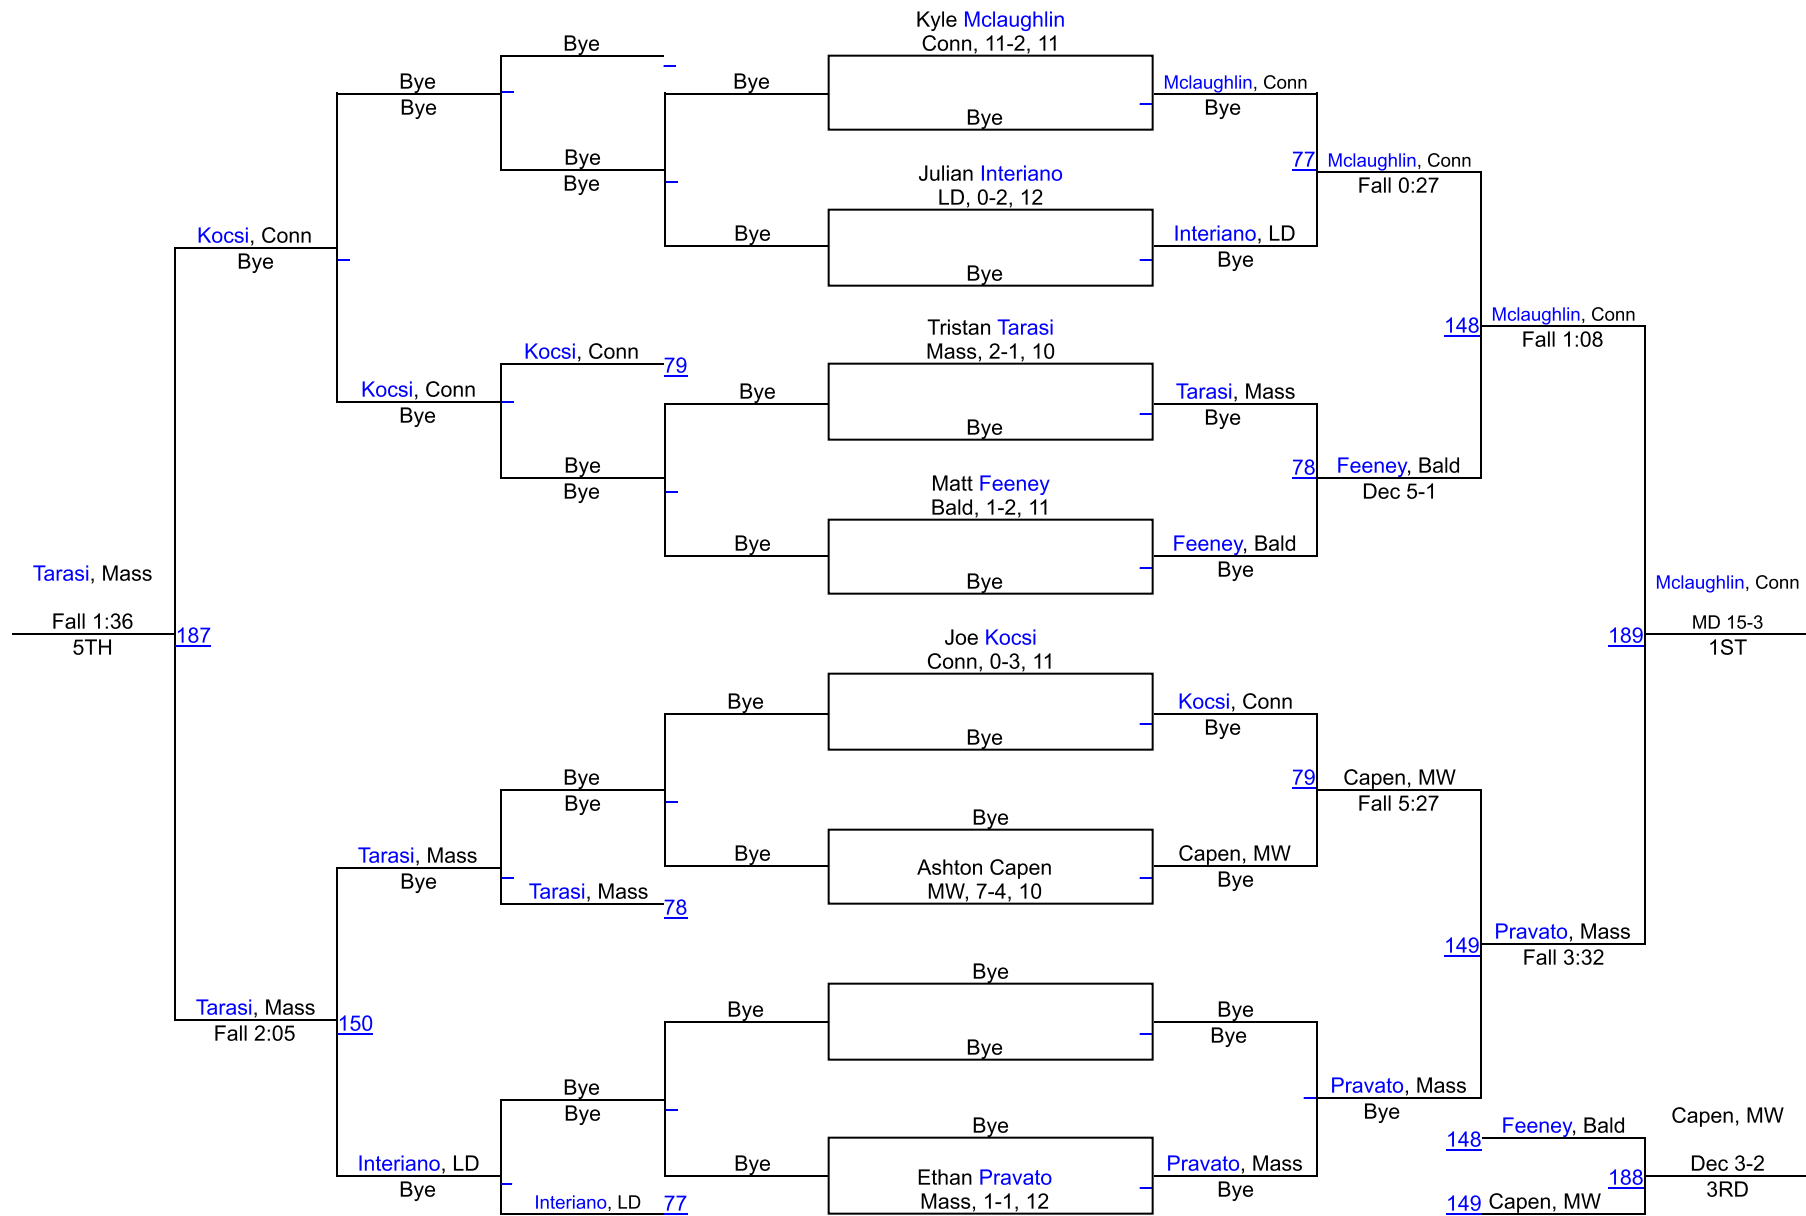 Kyle Mclaughlin
Conn, 11-2, 11
Bye
Bye
Bye
Mclaughlin, Conn
Bye
Bye
Bye
Bye
77
Mclaughlin, Conn
Fall 0:27
Bye
Bye
Julian Interiano
LD, 0-2, 12
Kocsi, Conn
Bye
Bye
Interiano, LD
Bye
Bye
148
Mclaughlin, Conn
Fall 1:08
Tristan Tarasi
Mass, 2-1, 10
Kocsi, Conn
79
Kocsi, Conn
Bye
Bye
Tarasi, Mass
Bye
Bye
Bye
Bye
78
Feeney, Bald
Dec 5-1
Matt Feeney
Bald, 1-2, 11
Bye
Feeney, Bald
Bye
Bye
Tarasi, Mass
Fall 1:36
5TH
187
Mclaughlin, Conn
MD 15-3
1ST
189
Joe Kocsi
Conn, 0-3, 11
Bye
Kocsi, Conn
Bye
Bye
Bye
Bye
79
Capen, MW
Fall 5:27
Bye
Tarasi, Mass
Bye
Bye
Ashton Capen
MW, 7-4, 10
Capen, MW
Bye
Tarasi, Mass
78
149
Pravato, Mass
Fall 3:32
Bye
Tarasi, Mass
Fall 2:05
150
Bye
Bye
Bye
Bye
Bye
Bye
Pravato, Mass
Bye
Bye
Interiano, LD
Bye
Bye
Ethan Pravato
Mass, 1-1, 12
Pravato, Mass
Bye
Interiano, LD
77
148
Feeney, Bald
Capen, MW
188
Dec 3-2
3RD
149
Capen, MW